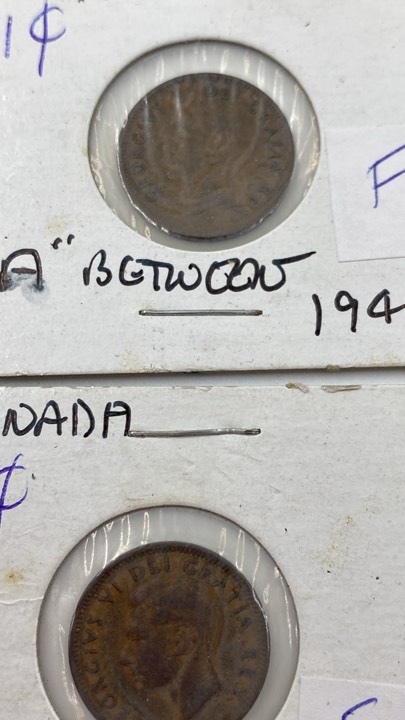 1¢
F
A" BETWEEN
194
NADA
¢
GEORGIVS VI DEI GRATIA REX